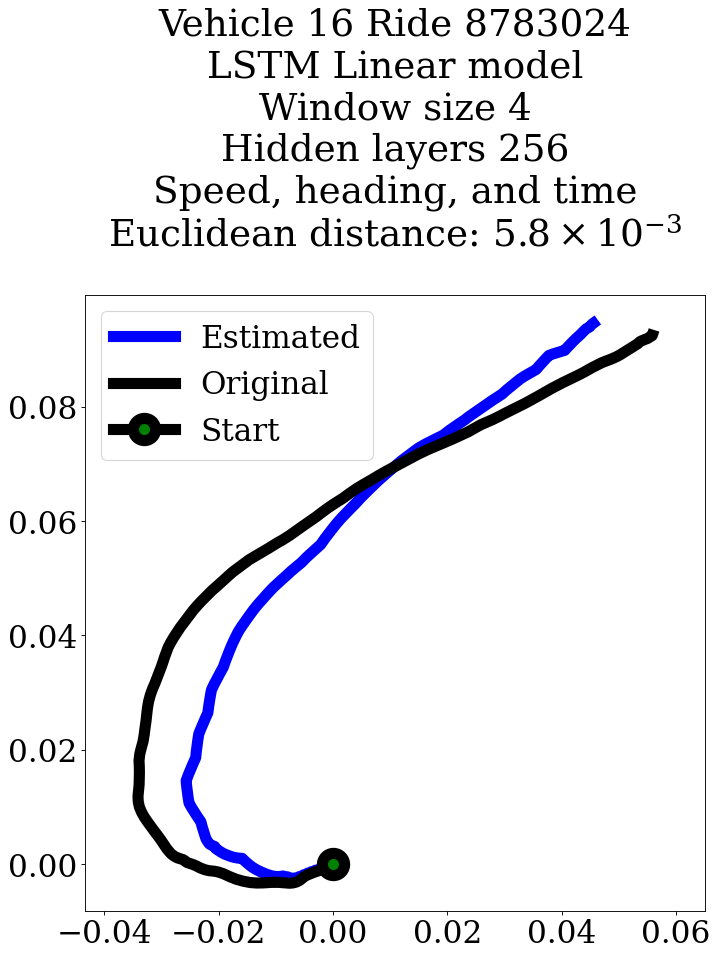 Vehicle 16 Ride 8783024
LSTM Linear model
Window size 4
Hidden layers 256
Speed, heading, and time
Euclidean distance: 5.8 × 10⁻³
Estimated
Original
Start
0.08
0.06
0.04
0.02
0.00
−0.04 −0.02 0.00 0.02 0.04 0.06